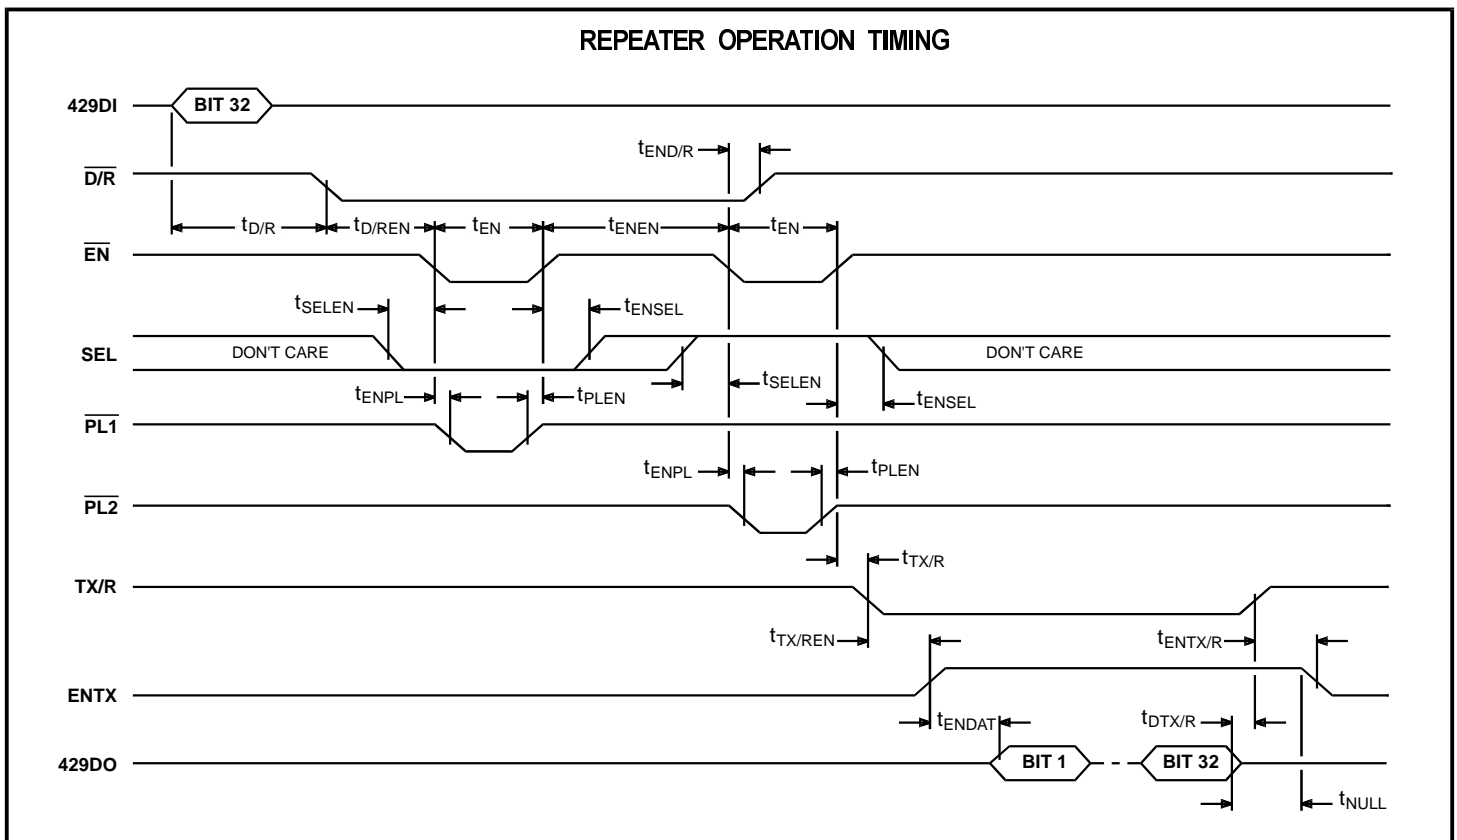 REPEATER OPERATION TIMING
429DI
BIT 32
tEND/R
D/R
tD/R
tD/REN
tEN
tENEN
tEN
EN
tSELEN
tENSEL
SEL
DON'T CARE
DON'T CARE
tENPL
tPLEN
tSELEN
tENSEL
PL1
tENPL
tPLEN
PL2
tTX/R
TX/R
tTX/REN
tENTX/R
ENTX
tENDAT
tDTX/R
429DO
BIT 1
BIT 32
tNULL